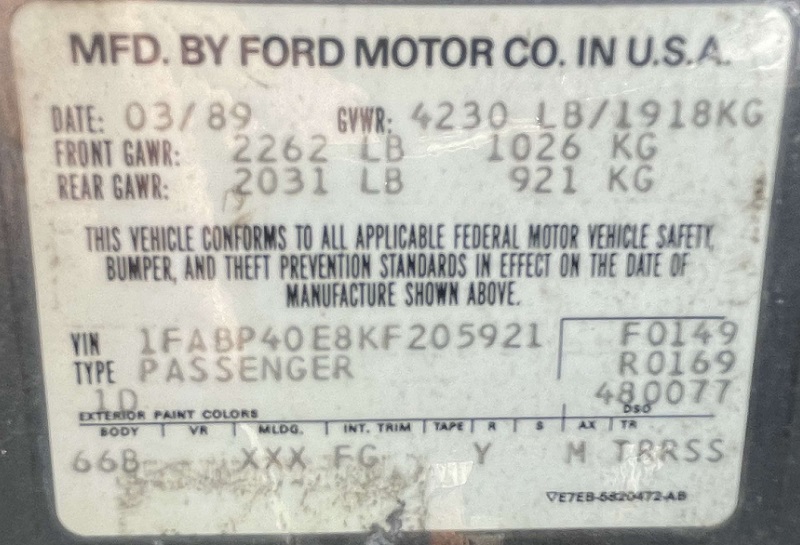 MFD. BY FORD MOTOR CO. IN U.S.A.
DATE: 03/89 GVWR: 4230 LB/1918KG
FRONT GAWR: 2262 LB 1026 KG
REAR GAWR: 2031 LB 921 KG
THIS VEHICLE CONFORMS TO ALL APPLICABLE FEDERAL MOTOR VEHICLE SAFETY,
BUMPER, AND THEFT PREVENTION STANDARDS IN EFFECT ON THE DATE OF
MANUFACTURE SHOWN ABOVE.
VIN 1FABP40E8KF205921 F0149
TYPE PASSENGER R0169
1D 480077
EXTERIOR PAINT COLORS DSO
BODY VR MLDG. INT. TRIM TAPE R S AX TR
66B XXX FG Y M TRRSS
▽E7EB-5820472-AB